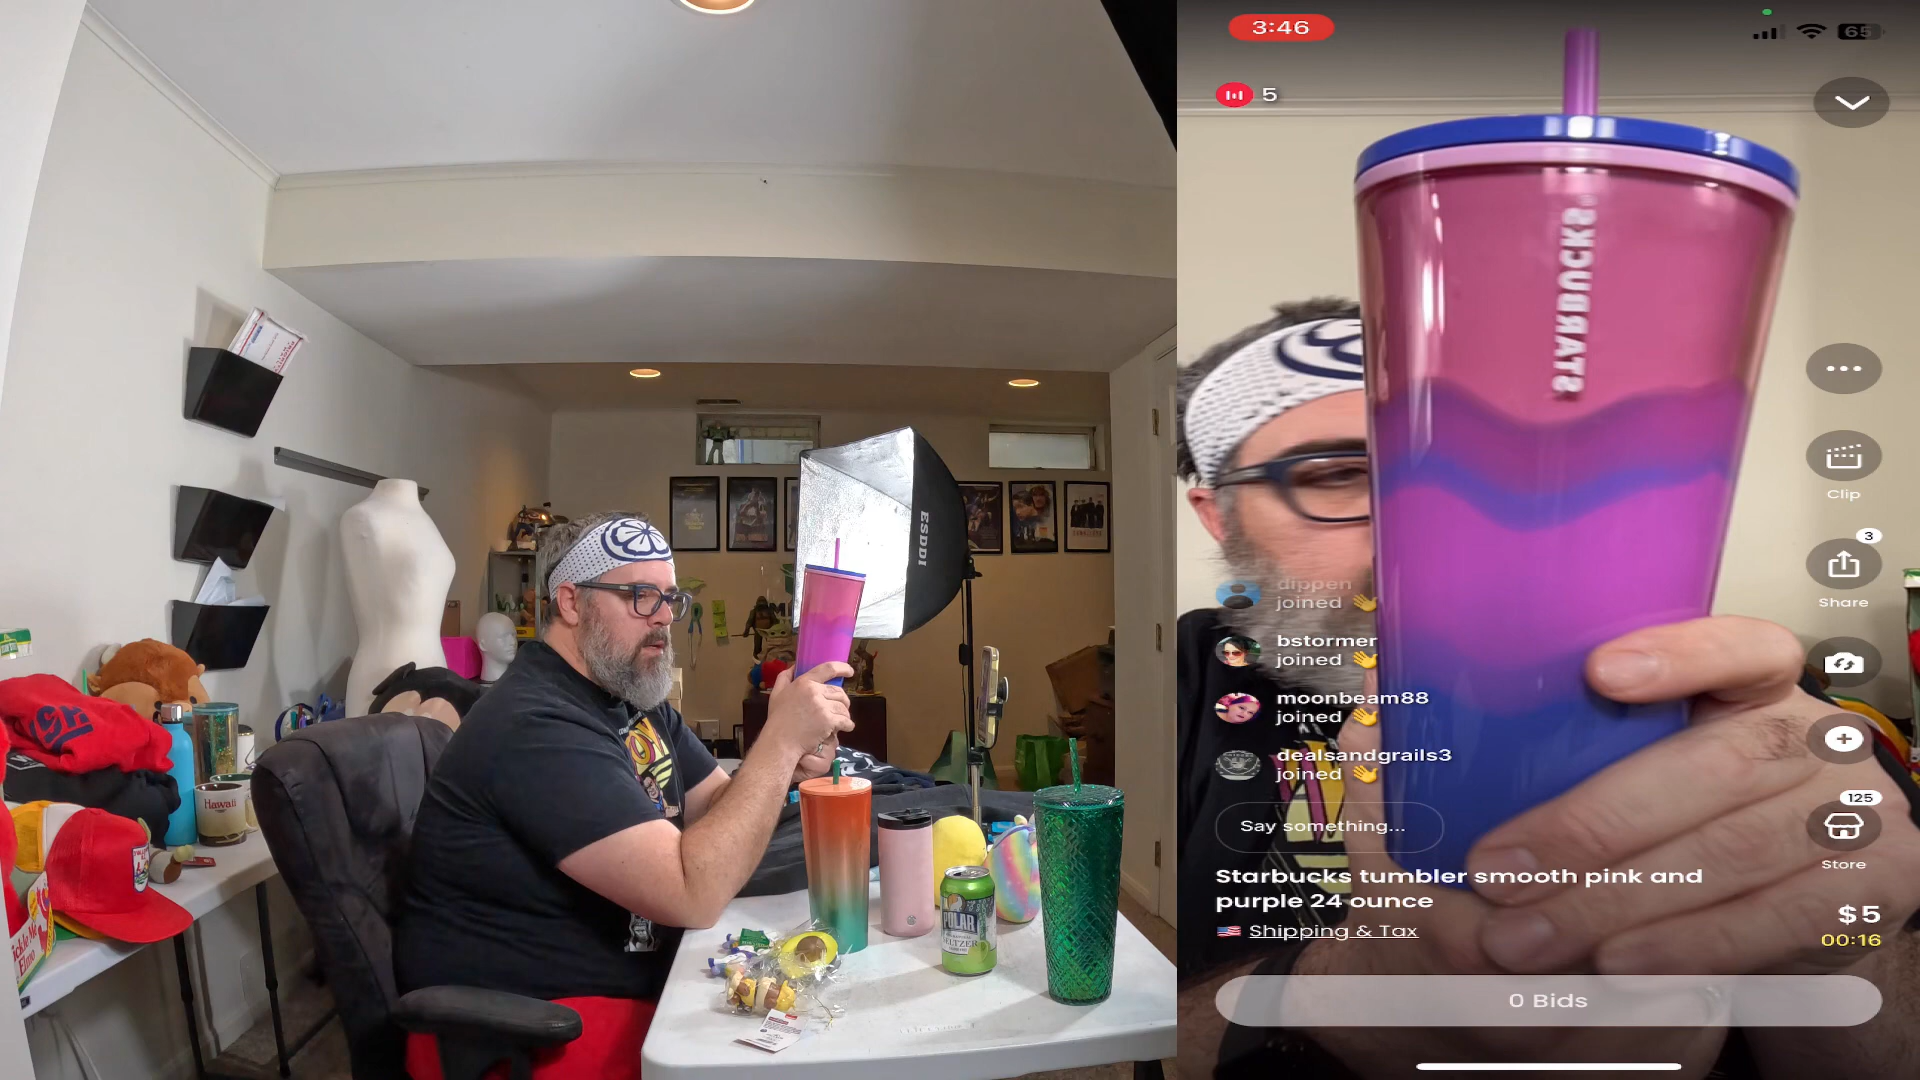 ESDDI
Hawaii
POLAR
SELTZER
3:46
65
5
STARBUCKS
Clip
3
Share
dippen
joined 👋
bstormer
joined 👋
moonbeam88
joined 👋
dealsandgrails3
joined 👋
125
Say something...
Store
Starbucks tumbler smooth pink and
purple 24 ounce
$5
Shipping & Tax
00:16
0 Bids